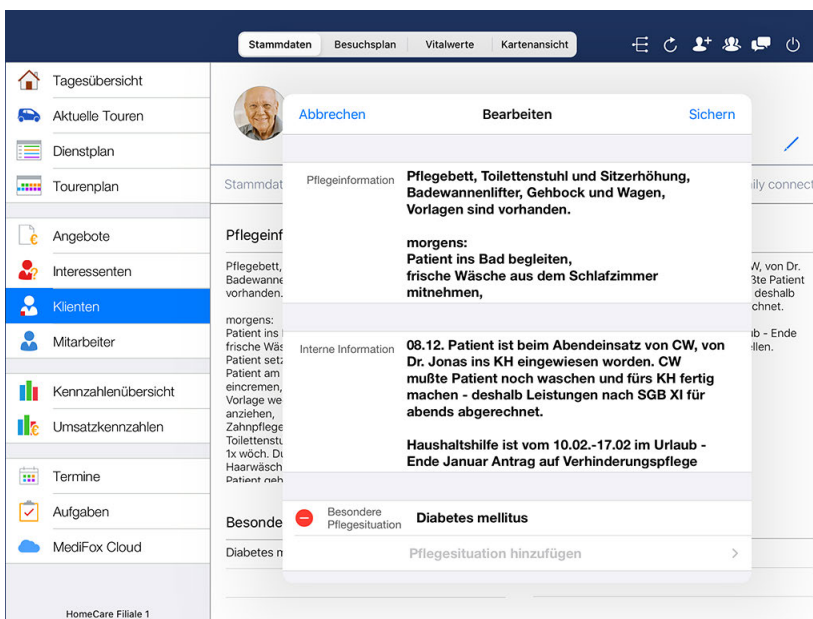 Stammdaten
Besuchsplan
Vitalwerte
Kartenansicht
Tagesübersicht
Aktuelle Touren
Dienstplan
Tourenplan
Angebote
Interessenten
Klienten
Mitarbeiter
Kennzahlenübersicht
Umsatzkennzahlen
Termine
Aufgaben
MediFox Cloud
HomeCare Filiale 1
Stammdat
ily connect
Pflegeinf
Pflegebett,
Badewanne
vorhanden.
morgens:
Patient ins
frische Wäs
Patient setz
Patient am
eincremen,
Vorlage we
anziehen,
Zahnpflege
Toilettenstu
1x wöch. Du
Haarwäsch
Patient geh
Besonde
Diabetes m
W, von Dr.
ßte Patient
deshalb
chnet.
ub - Ende
llen.
Abbrechen
Bearbeiten
Sichern
Pflegeinformation
Pflegebett, Toilettenstuhl und Sitzerhöhung,
Badewannenlifter, Gehbock und Wagen,
Vorlagen sind vorhanden.
morgens:
Patient ins Bad begleiten,
frische Wäsche aus dem Schlafzimmer
mitnehmen,
Interne Information
08.12. Patient ist beim Abendeinsatz von CW, von
Dr. Jonas ins KH eingewiesen worden. CW
mußte Patient noch waschen und fürs KH fertig
machen - deshalb Leistungen nach SGB XI für
abends abgerechnet.
Haushaltshilfe ist vom 10.02.-17.02 im Urlaub -
Ende Januar Antrag auf Verhinderungspflege
Besondere
Pflegesituation
Diabetes mellitus
Pflegesituation hinzufügen